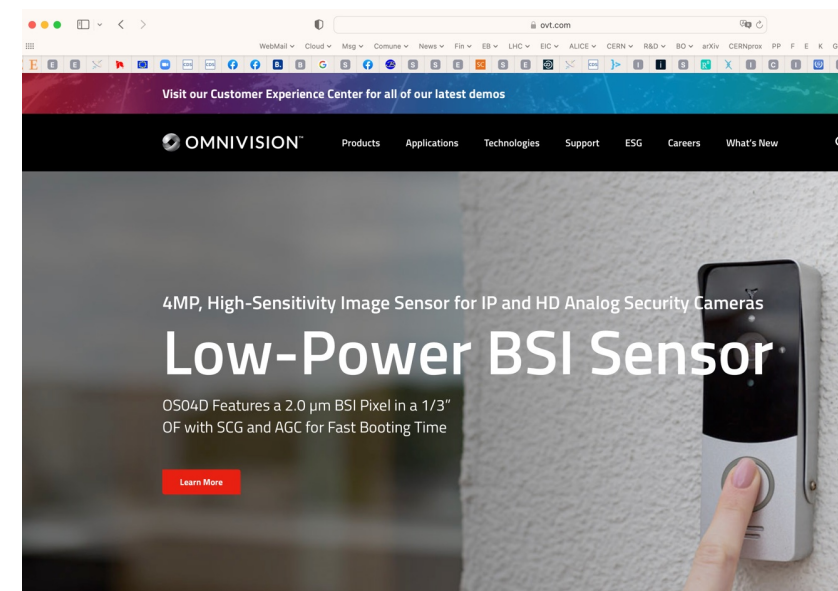 ovt.com
WebMail Cloud Msg Comune News Fin EB LHC EIC ALICE CERN R&D BO arXiv CERNprox PP F E K G
Visit our Customer Experience Center for all of our latest demos
OMNIVISION™ Products Applications Technologies Support ESG Careers What's New
4MP, High-Sensitivity Image Sensor for IP and HD Analog Security Cameras
Low-Power BSI Sensor
OS04D Features a 2.0 µm BSI Pixel in a 1/3"
OF with SCG and AGC for Fast Booting Time
Learn More